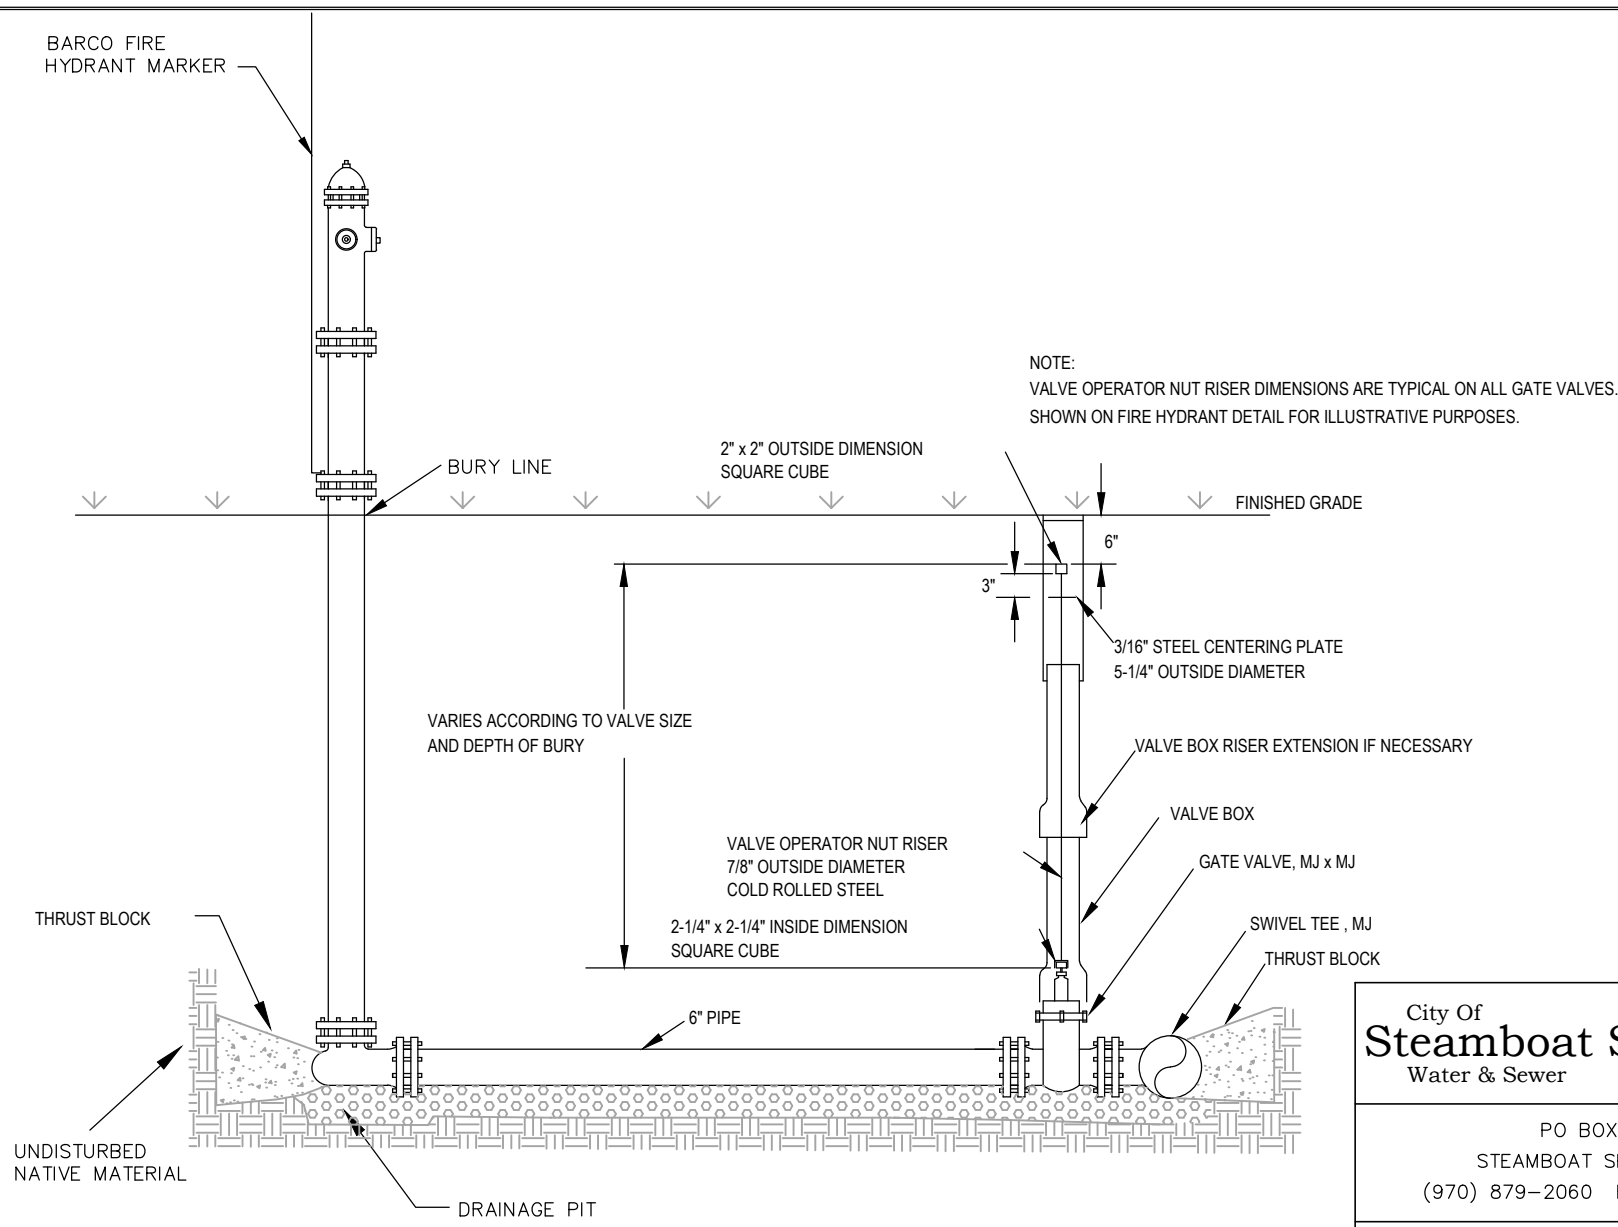 BARCO FIRE
HYDRANT MARKER
NOTE:
VALVE OPERATOR NUT RISER DIMENSIONS ARE TYPICAL ON ALL GATE VALVES.
SHOWN ON FIRE HYDRANT DETAIL FOR ILLUSTRATIVE PURPOSES.
2" x 2" OUTSIDE DIMENSION
SQUARE CUBE
BURY LINE
FINISHED GRADE
6"
3"
3/16" STEEL CENTERING PLATE
5-1/4" OUTSIDE DIAMETER
VARIES ACCORDING TO VALVE SIZE
AND DEPTH OF BURY
VALVE BOX RISER EXTENSION IF NECESSARY
VALVE BOX
VALVE OPERATOR NUT RISER
7/8" OUTSIDE DIAMETER
COLD ROLLED STEEL
GATE VALVE, MJ x MJ
2-1/4" x 2-1/4" INSIDE DIMENSION
SQUARE CUBE
THRUST BLOCK
SWIVEL TEE , MJ
THRUST BLOCK
6" PIPE
City Of
Steamboat S
Water & Sewer
UNDISTURBED
NATIVE MATERIAL
DRAINAGE PIT
PO BOX
STEAMBOAT
(970) 879-2060